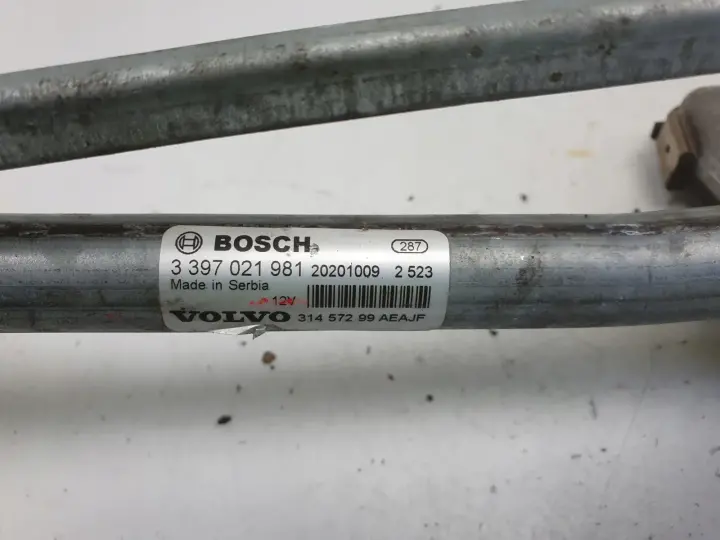 BOSCH 287
3 397 021 981 20201009 2 523
Made in Serbia
12V
VOLVO 314 572 99 AEAJF